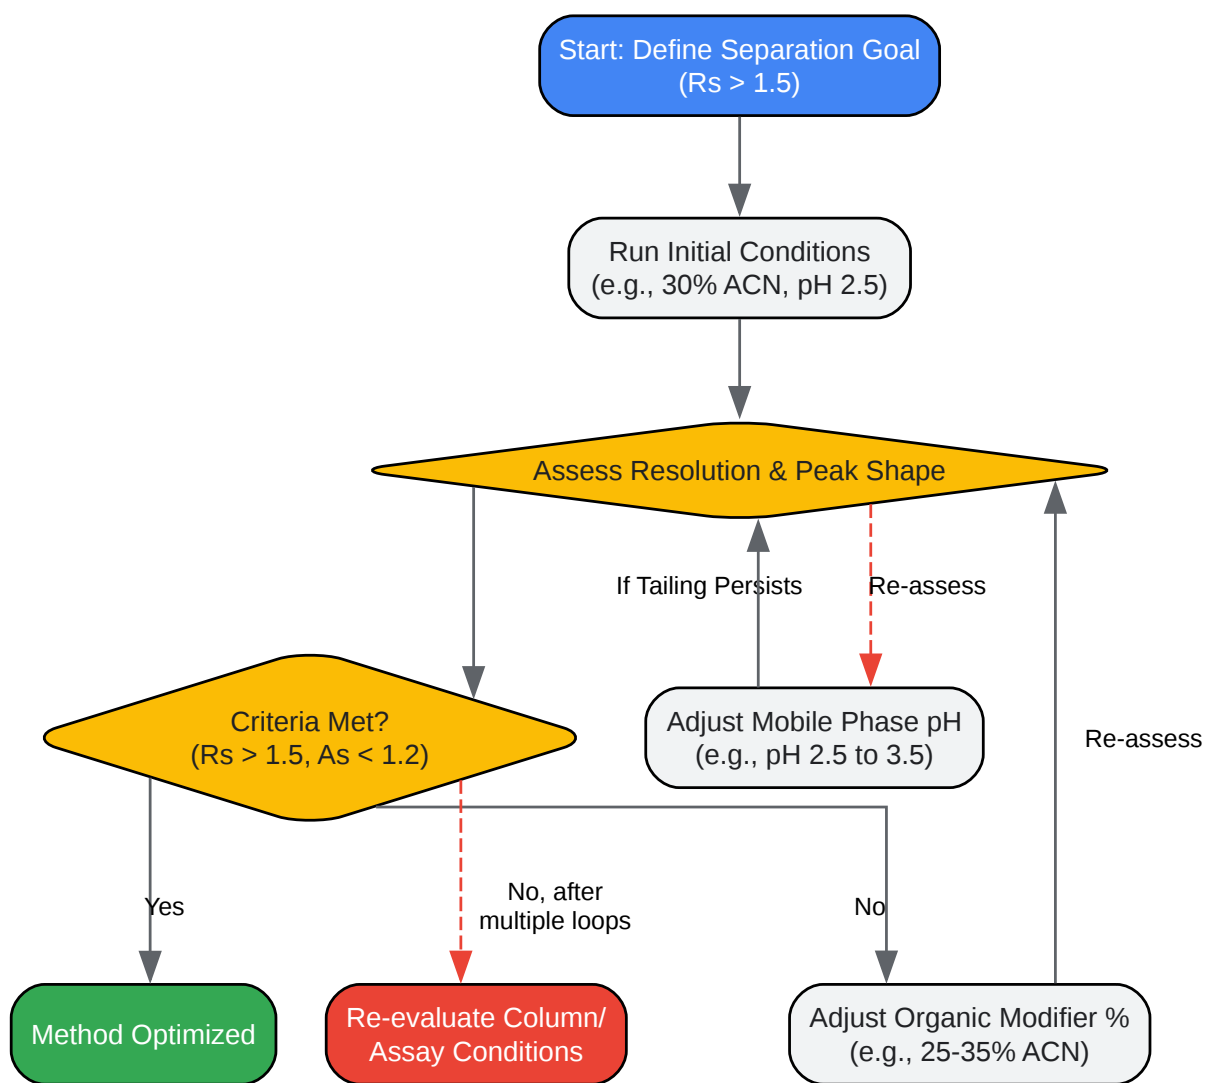 Start: Define Separation Goal
(Rs > 1.5)
Run Initial Conditions
(e.g., 30% ACN, pH 2.5)
Assess Resolution & Peak Shape
If Tailing Persists
Re-assess
Criteria Met?
(Rs > 1.5, As < 1.2)
Adjust Mobile Phase pH
(e.g., pH 2.5 to 3.5)
Re-assess
Yes
No, after
multiple loops
No
Method Optimized
Re-evaluate Column/
Assay Conditions
Adjust Organic Modifier %
(e.g., 25-35% ACN)